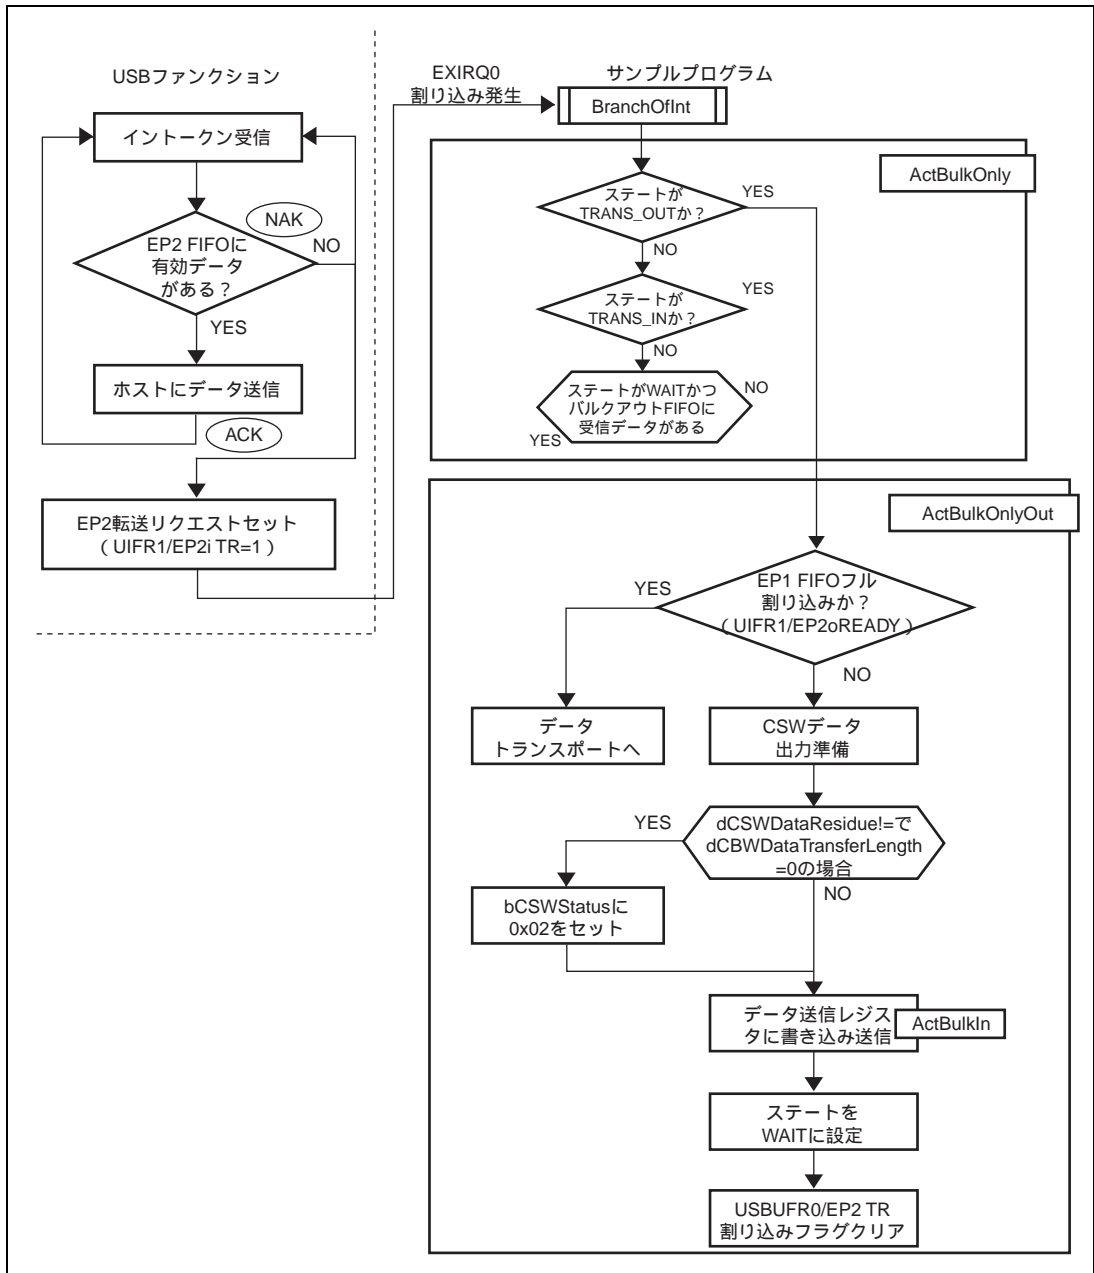 USBファンクション
イントークン受信
NAK
EP2 FIFOに
有効データ
がある？
NO
YES
ホストにデータ送信
ACK
EP2転送リクエストセット
（UIFR1/EP2i TR=1）
EXIRQ0
割り込み発生
サンプルプログラム
BranchOfInt
ActBulkOnly
ステートが
TRANS_OUTか？
YES
NO
ステートが
TRANS_INか？
YES
NO
ステートがWAITかつ
バルクアウトFIFOに
受信データがある
NO
YES
ActBulkOnlyOut
EP1 FIFOフル
割り込みか？
（UIFR1/EP2oREADY）
YES
NO
データ
トランスポートへ
CSWデータ
出力準備
dCSWDataResidue!=で
dCBWDataTransferLength
=0の場合
YES
NO
bCSWStatusに
0x02をセット
データ送信レジス
タに書き込み送信
ActBulkIn
ステートを
WAITに設定
USBUFR0/EP2 TR
割り込みフラグクリア